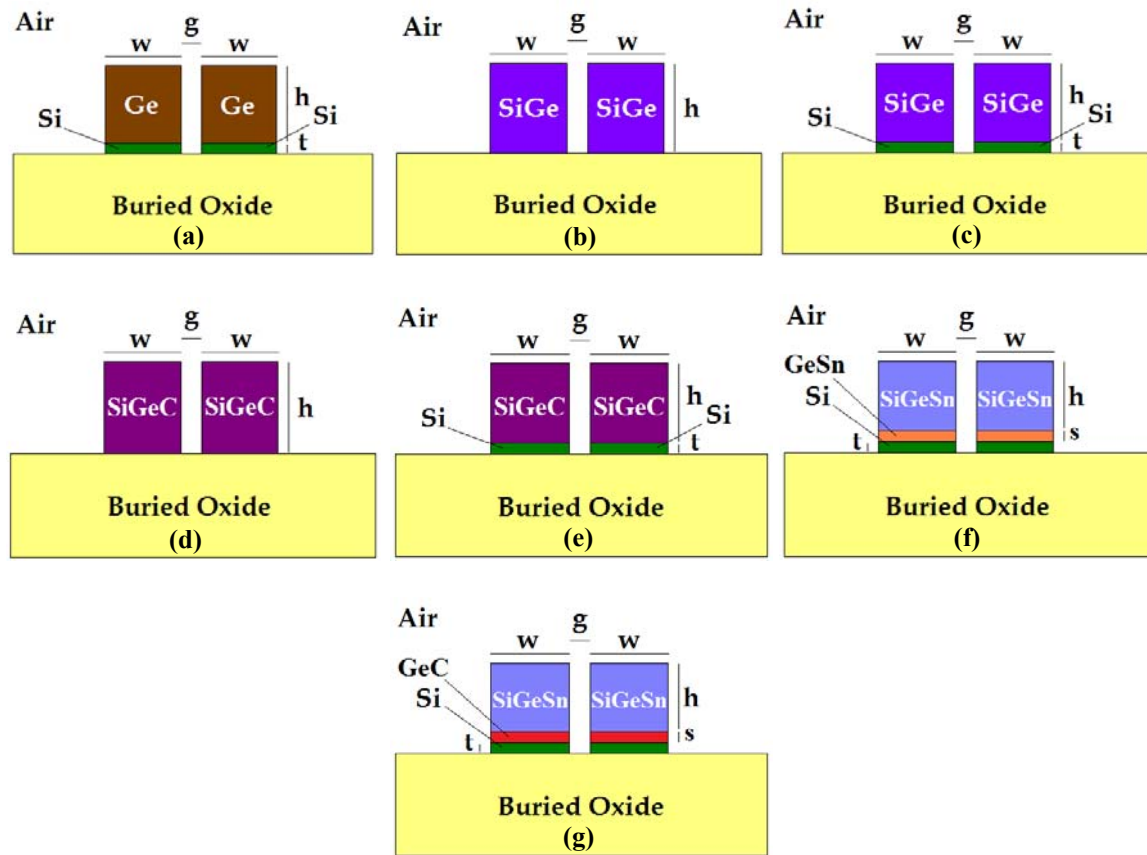 Air
g
w w
Ge Ge
h
Si Si
t
Buried Oxide
(a)
Air
g
w w
SiGe SiGe
h
Buried Oxide
(b)
Air
g
w w
SiGe SiGe
h
Si Si
t
Buried Oxide
(c)
Air
g
w w
SiGeC SiGeC
h
Buried Oxide
(d)
Air
g
w w
SiGeC SiGeC
h
Si Si
t
Buried Oxide
(e)
Air
g
w w
GeSn
SiGeSn SiGeSn
h
Si
s
t
Buried Oxide
(f)
Air
g
w w
GeC
SiGeSn SiGeSn
h
Si
s
t
Buried Oxide
(g)